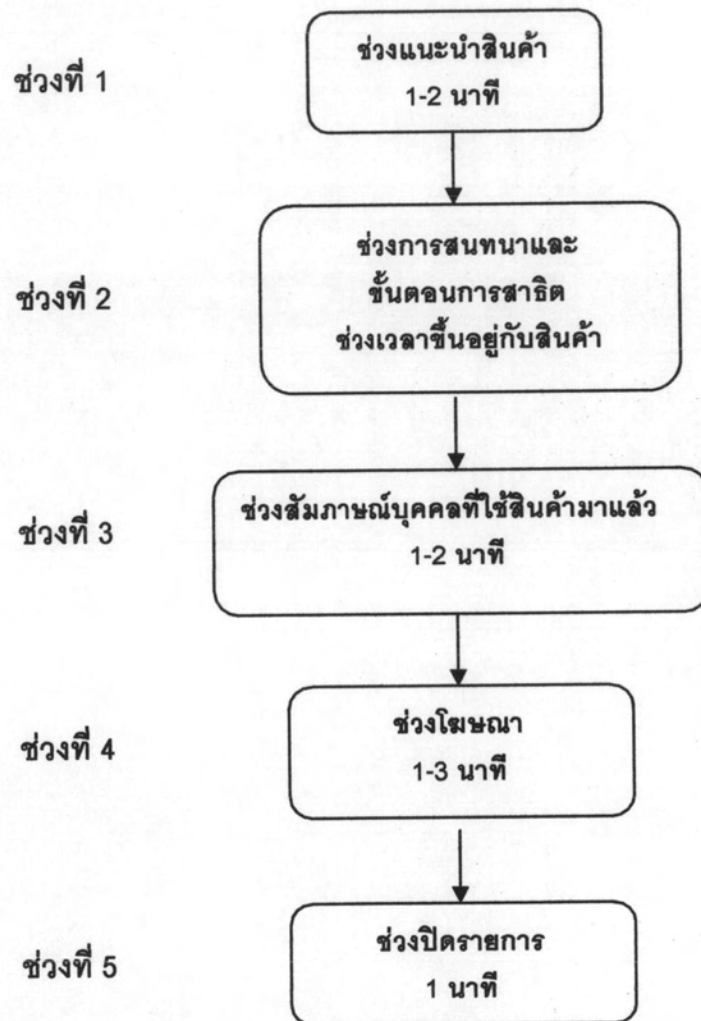 ช่วงที่ 1
ช่วงแนะนำสินค้า
1-2 นาที
ช่วงที่ 2
ช่วงการสนทนาและ
ขั้นตอนการสาธิต
ช่วงเวลาขึ้นอยู่กับสินค้า
ช่วงที่ 3
ช่วงสัมภาษณ์บุคคลที่ใช้สินค้ามาแล้ว
1-2 นาที
ช่วงที่ 4
ช่วงโฆษณา
1-3 นาที
ช่วงที่ 5
ช่วงปิดรายการ
1 นาที